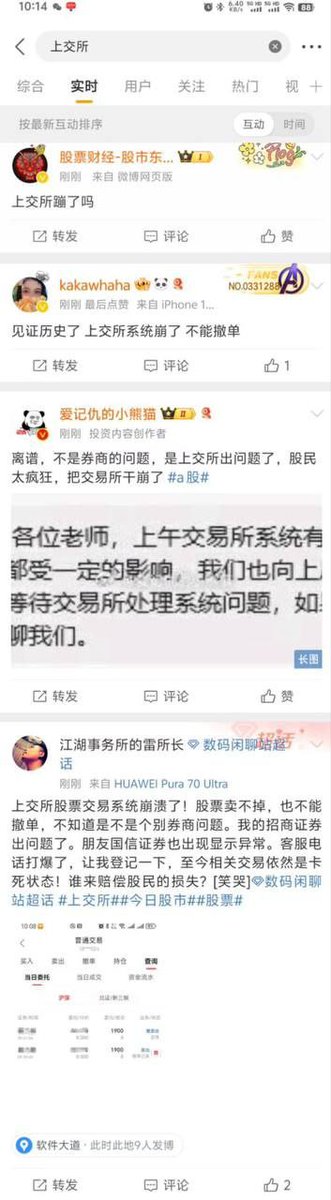 10:14
6.40
KB/s
5G HD
5G
88
上交所
综合
实时
用户
关注
热门
视
按最新互动排序
互动
时间
股票财经-股市东...
I
刚刚 来自 微博网页版
上交所蹦了吗
转发
评论
赞
kakawhaha
FANS
NO.0331288
刚刚 最后点赞 来自 iPhone 1...
见证历史了 上交所系统崩了 不能撤单
转发
评论
1
爱记仇的小熊猫
II
刚刚 投资内容创作者
离谱，不是券商的问题，是上交所出问题了，股民
太疯狂，把交易所干崩了 #a股#
各位老师，上午交易所系统有
都受一定的影响，我们也向上
等待交易所处理系统问题，如
聊我们。
长图
转发
评论
赞
江湖事务所的雷所长 数码闲聊站超
话
超话
刚刚 来自 HUAWEI Pura 70 Ultra
上交所股票交易系统崩溃了！股票卖不掉，也不能
撤单，不知道是不是个别券商问题。我的招商证券
出问题了。朋友国信证券也出现显示异常。客服电
话打爆了，让我登记一下，至今相关交易依然是卡
死状态！谁来赔偿股民的损失？[笑哭]数码闲聊
站超话 #上交所##今日股市##股票#
10:08
普通交易
买入
卖出
撤单
持仓
查询
当日委托
当日成交
资金流水
沪深
北证/新三板
1900
1900
软件大道 · 此时此地9人发博
转发
评论
2